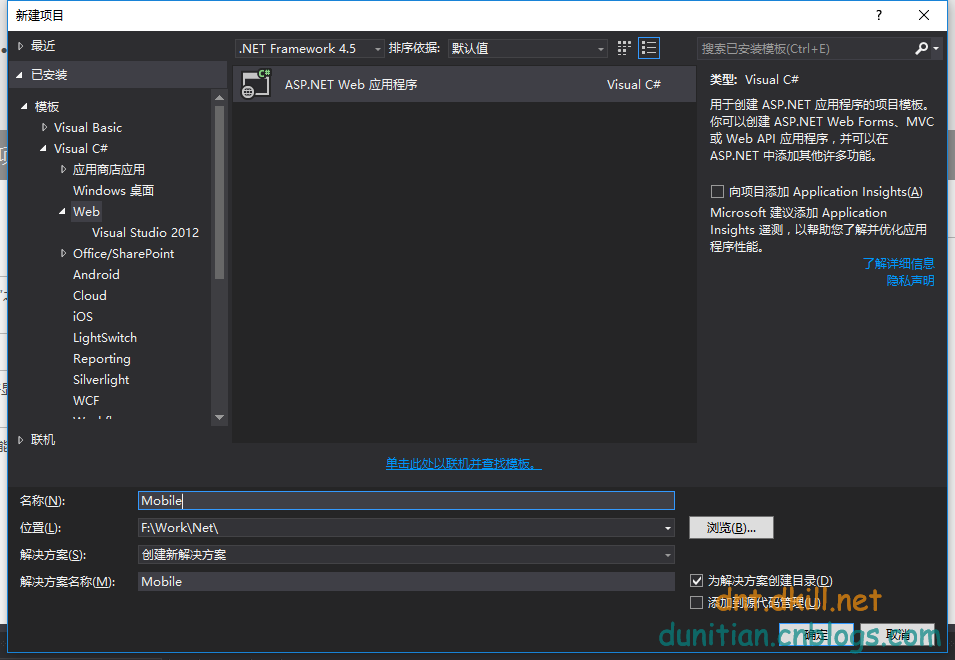 新建项目
?
最近
.NET Framework 4.5
排序依据:
默认值
搜索已安装模板(Ctrl+E)
已安装
模板
Visual Basic
Visual C#
应用商店应用
Windows 桌面
Web
Visual Studio 2012
Office/SharePoint
Android
Cloud
iOS
LightSwitch
Reporting
Silverlight
WCF
联机
C#
ASP.NET Web 应用程序
Visual C#
类型: Visual C#
用于创建 ASP.NET 应用程序的项目模板。
你可以创建 ASP.NET Web Forms、MVC
或 Web API 应用程序，并可以在
ASP.NET 中添加其他许多功能。
向项目添加 Application Insights(A)
Microsoft 建议添加 Application
Insights 遥测，以帮助您了解并优化应用
程序性能。
了解详细信息
隐私声明
单击此处以联机并查找模板。
名称(N):
Mobile
位置(L):
F:\Work\Net\
浏览(B)...
解决方案(S):
创建新解决方案
解决方案名称(M):
Mobile
为解决方案创建目录(D)
添加到源代码管理(U)
dnt.dkill.net
确定
取消
dunitian.cnblogs.com